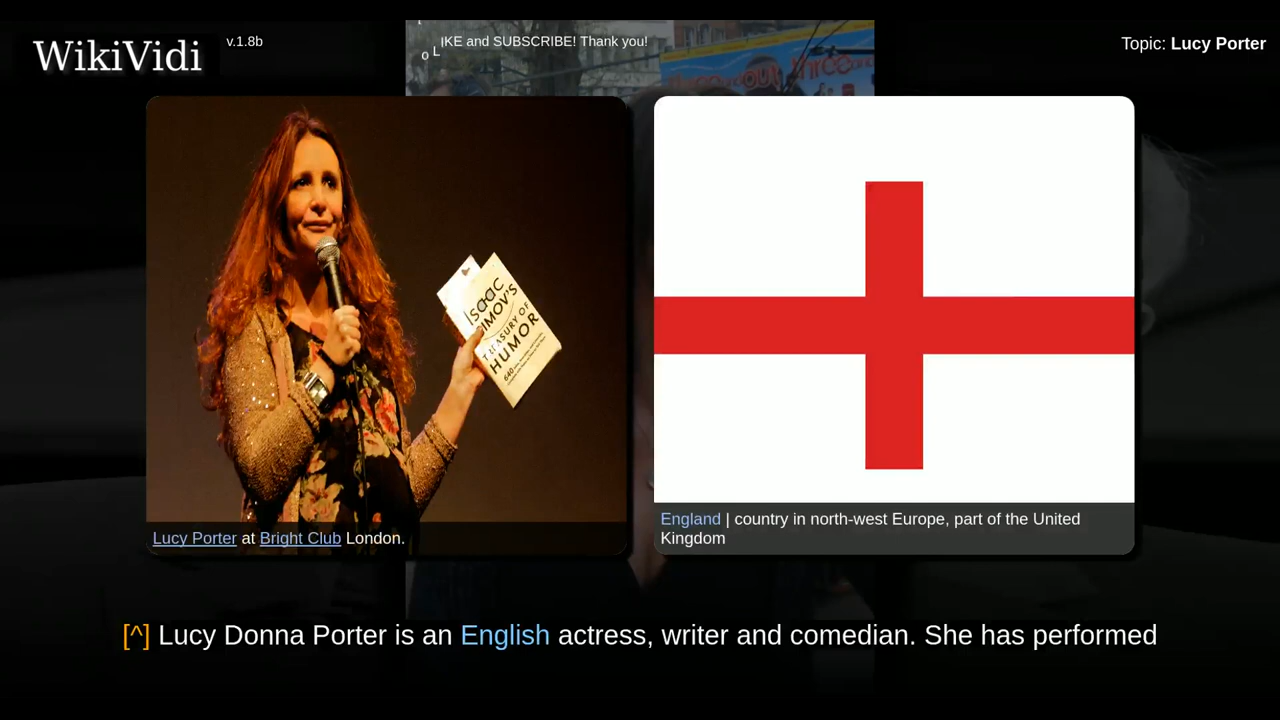 WikiVidi
v.1.8b
IKE and SUBSCRIBE! Thank you!
o L
Topic: Lucy Porter
ISAAC
ASIMOV'S
TREASURY OF
HUMOR
640
Lucy Porter at Bright Club London.
England | country in north-west Europe, part of the United
Kingdom
[^] Lucy Donna Porter is an English actress, writer and comedian. She has performed